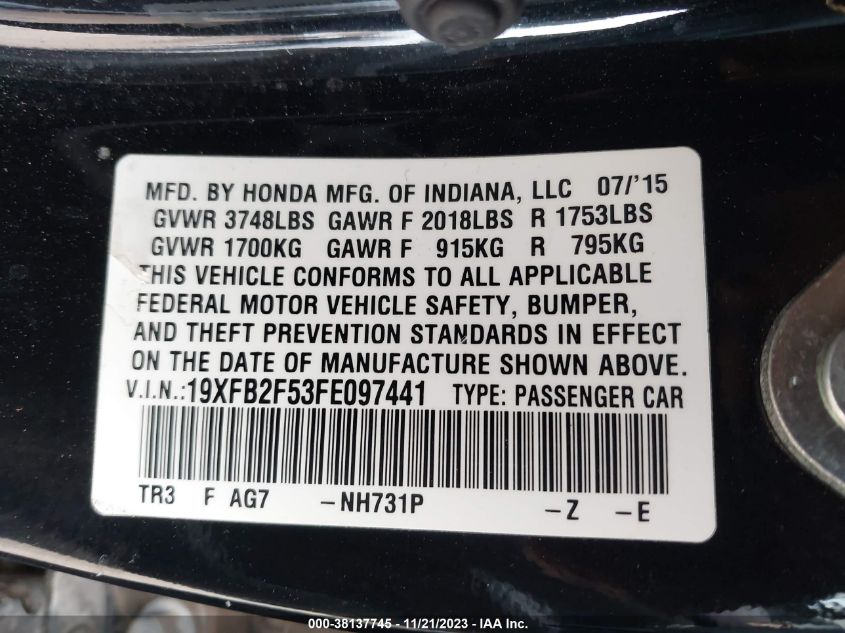 MFD. BY HONDA MFG. OF INDIANA, LLC 07/'15
GVWR 3748LBS GAWR F 2018LBS R 1753LBS
GVWR 1700KG GAWR F 915KG R 795KG
THIS VEHICLE CONFORMS TO ALL APPLICABLE
FEDERAL MOTOR VEHICLE SAFETY, BUMPER,
AND THEFT PREVENTION STANDARDS IN EFFECT
ON THE DATE OF MANUFACTURE SHOWN ABOVE.
V.I.N.:19XFB2F53FE097441 TYPE: PASSENGER CAR
TR3 F AG7 -NH731P -Z -E
000-38137745 - 11/21/2023 - IAA Inc.